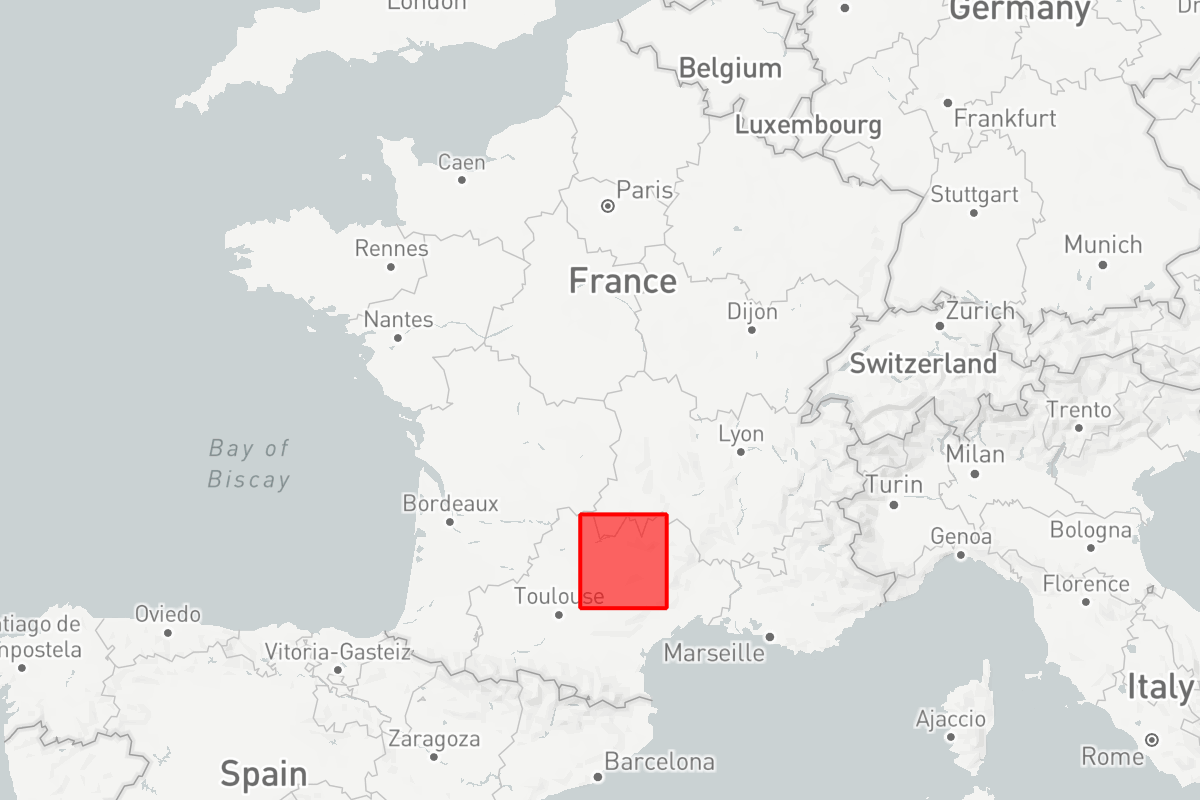 London
Germany
Belgium
Luxembourg
Frankfurt
Caen
Paris
Stuttgart
Rennes
Munich
France
Nantes
Dijon
Zurich
Switzerland
Trento
Lyon
Bay of
Biscay
Milan
Turin
Bordeaux
Genoa
Bologna
Florence
Toulouse
Oviedo
tiago de
mpostela
Vitoria-Gasteiz
Marseille
Italy
Ajaccio
Zaragoza
Rome
Barcelona
Spain